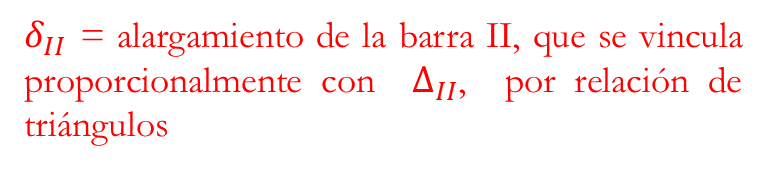 δ_II = alargamiento de la barra II, que se vincula
proporcionalmente con Δ_II, por relación de
triángulos